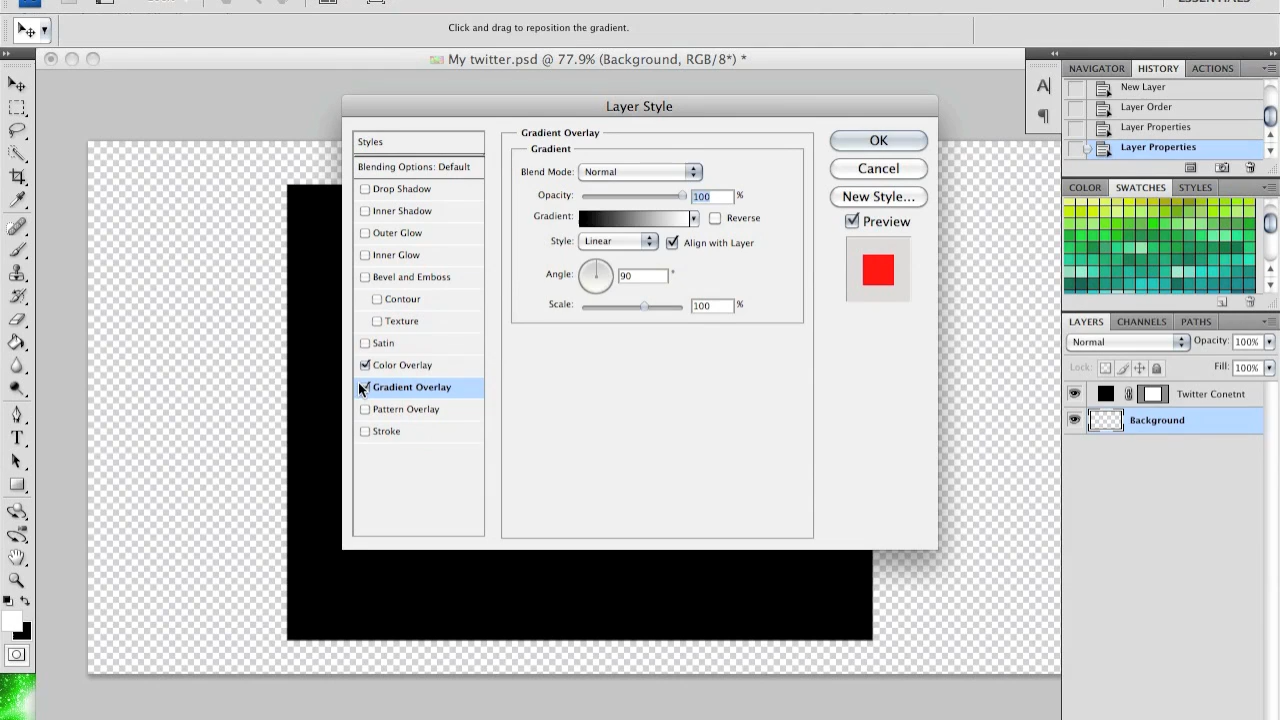 Click and drag to reposition the gradient.
My twitter.psd @ 77.9% (Background, RGB/8*) *
Layer Style
Styles
Blending Options: Default
Drop Shadow
Inner Shadow
Outer Glow
Inner Glow
Bevel and Emboss
Contour
Texture
Satin
Color Overlay
Gradient Overlay
Pattern Overlay
Stroke
Gradient Overlay
Gradient
Blend Mode: Normal
Opacity: 100 %
Gradient: Reverse
Style: Linear Align with Layer
Angle: 90 °
Scale: 100 %
OK
Cancel
New Style...
Preview
NAVIGATOR HISTORY ACTIONS
New Layer
Layer Order
Layer Properties
Layer Properties
COLOR SWATCHES STYLES
LAYERS CHANNELS PATHS
Normal Opacity: 100%
Lock: Fill: 100%
Twitter Conetnt
Background